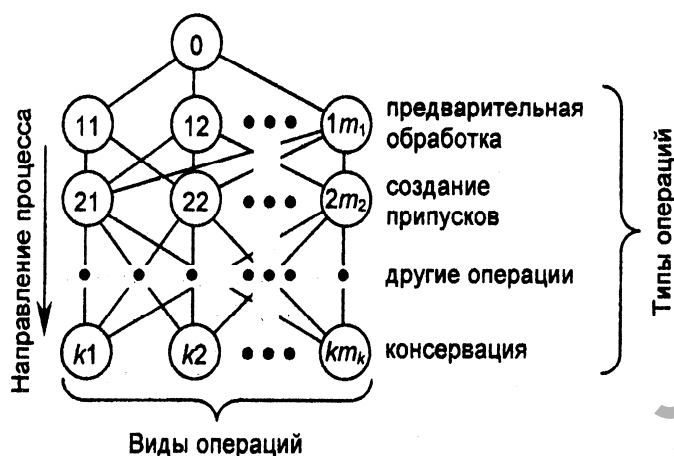 0
11 12 ••• 1m₁ предварительная
обработка
21 22 ••• 2m₂ создание
припусков
• • • ••• • другие операции
k1 k2 ••• kmₖ консервация
Направление процесса
Типы операций
Виды операций